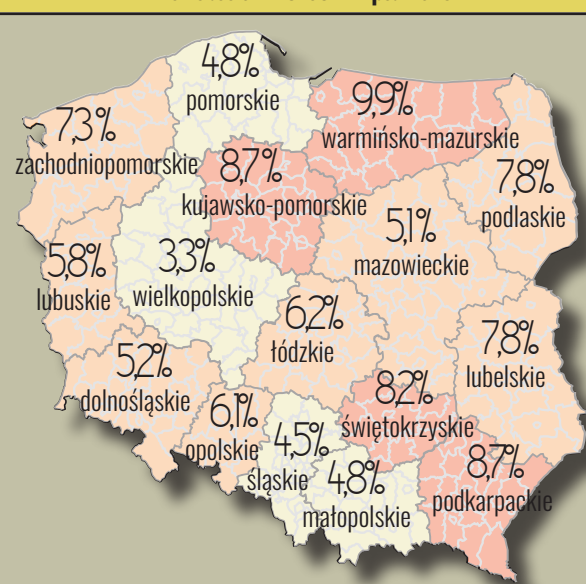 4,8%
pomorskie
9,9%
warmińsko-mazurskie
7,3%
zachodniopomorskie
8,7%
kujawsko-pomorskie
7,8%
podlaskie
5,1%
mazowieckie
5,8%
lubuskie
3,3%
wielkopolskie
6,2%
łódzkie
7,8%
lubelskie
5,2%
dolnośląskie
8,2%
świętokrzyskie
6,1%
opolskie
4,5%
śląskie
4,8%
małopolskie
8,7%
podkarpackie